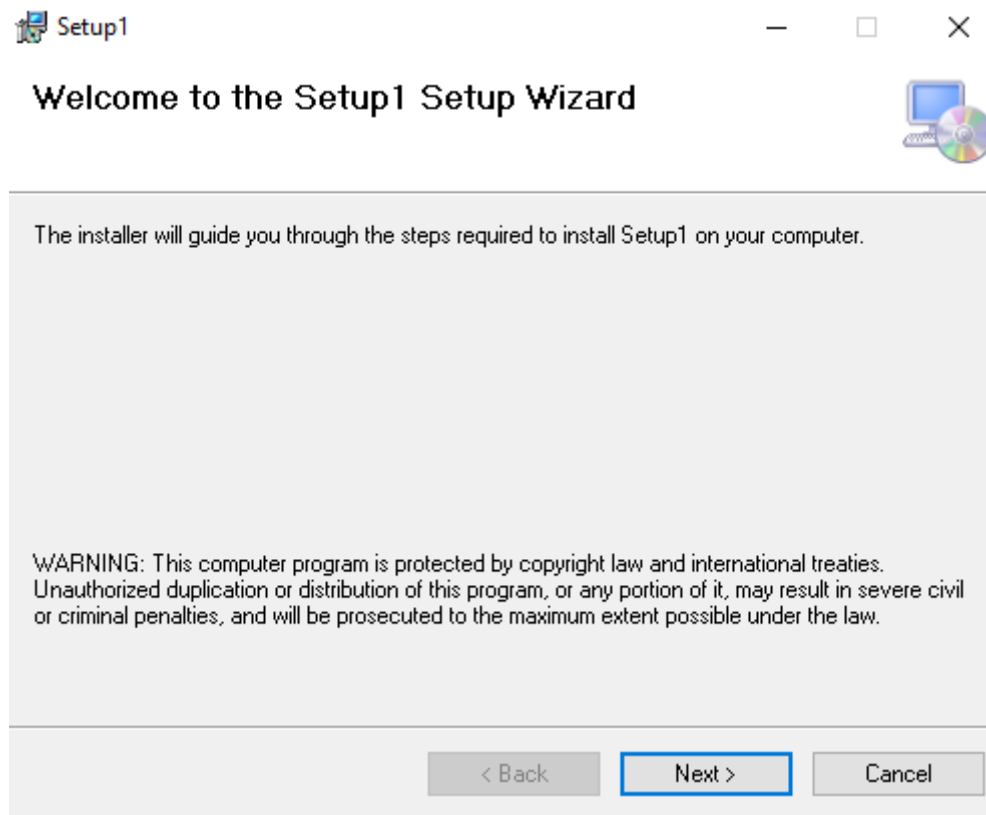 Setup1
Welcome to the Setup1 Setup Wizard
The installer will guide you through the steps required to install Setup1 on your computer.
WARNING: This computer program is protected by copyright law and international treaties.
Unauthorized duplication or distribution of this program, or any portion of it, may result in severe civil
or criminal penalties, and will be prosecuted to the maximum extent possible under the law.
< Back Next > Cancel